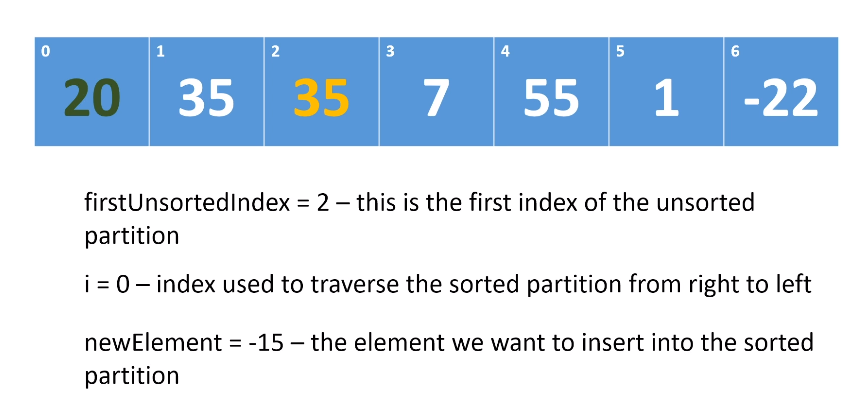 0 1 2 3 4 5 6
20 35 35 7 55 1 -22
firstUnsortedIndex = 2 – this is the first index of the unsorted
partition
i = 0 – index used to traverse the sorted partition from right to left
newElement = -15 – the element we want to insert into the sorted
partition